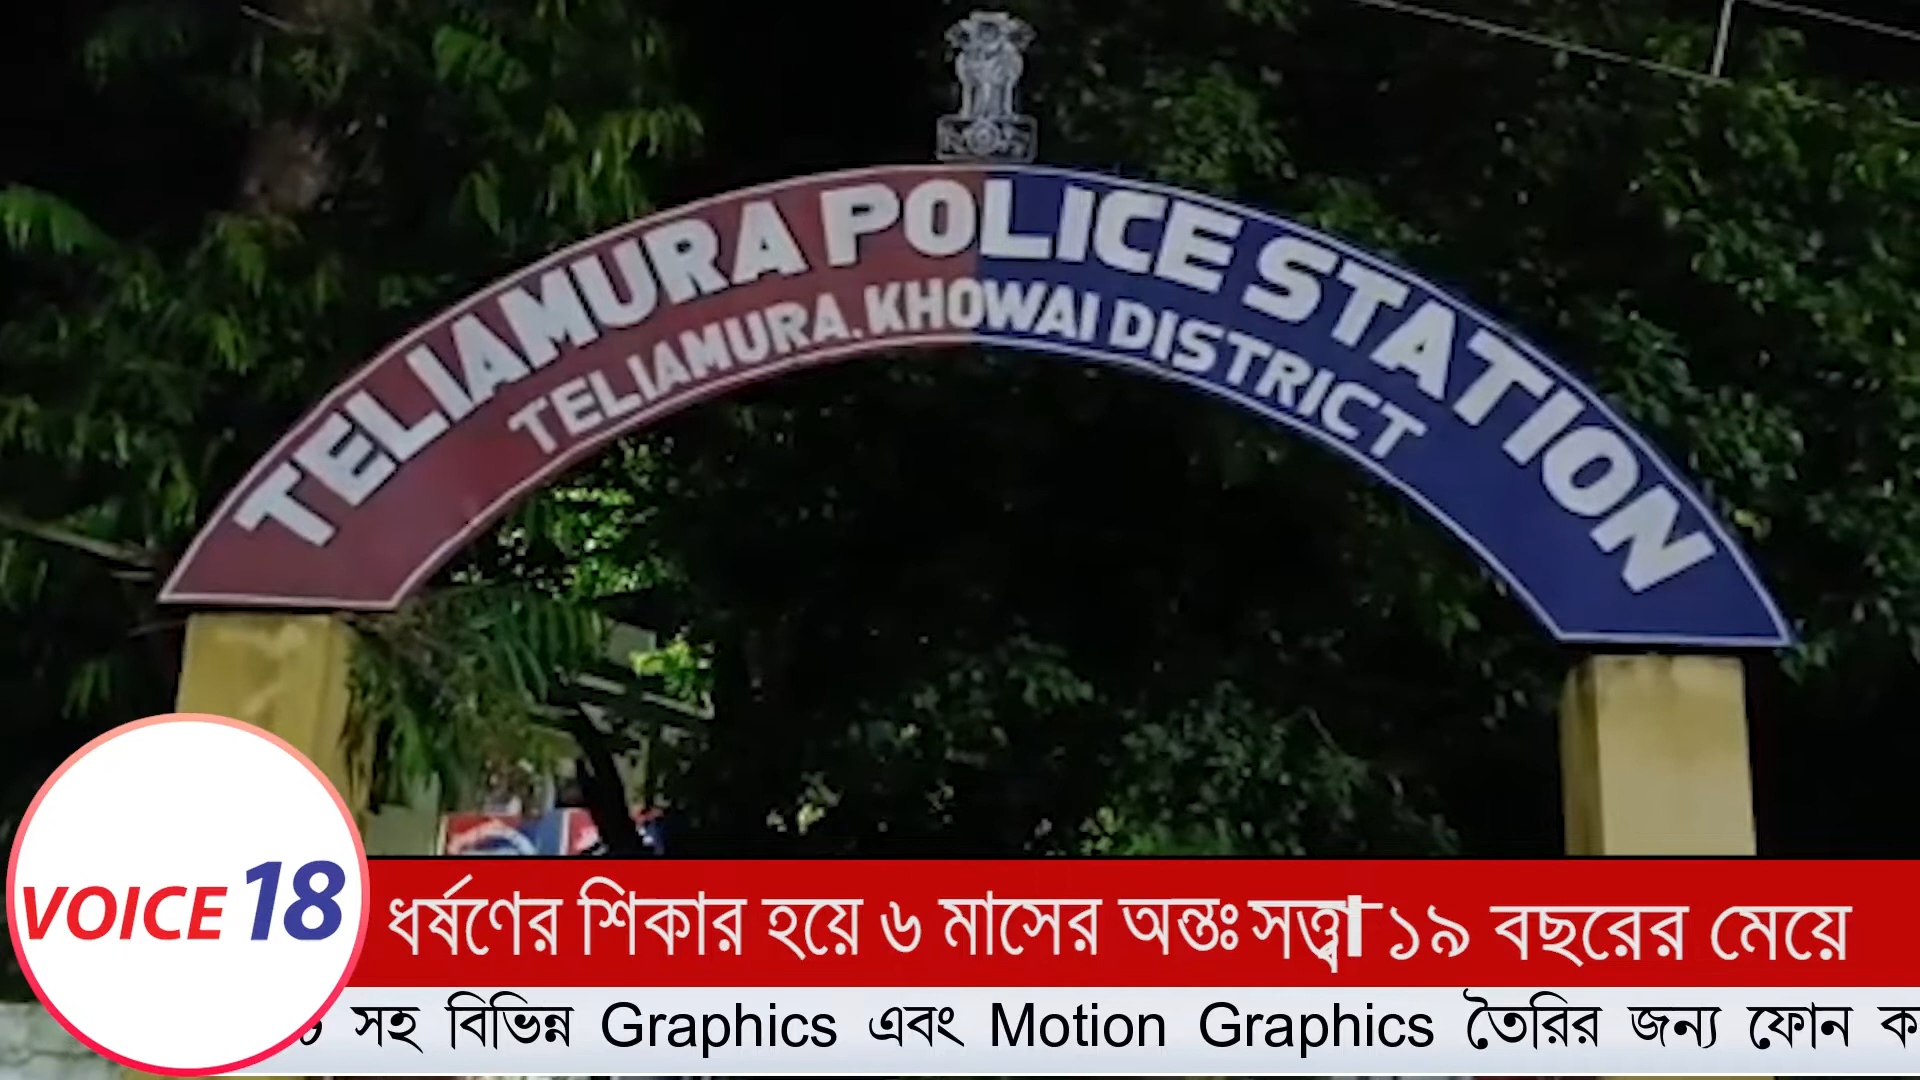 TELIAMURA POLICE STATION
TELIAMURA. KHOWAI DISTRICT
VOICE 18
ধর্ষণের শিকার হয়ে ৬ মাসের অন্তঃসত্ত্বা ১৯ বছরের মেয়ে
সহ বিভিন্ন Graphics এবং Motion Graphics তৈরির জন্য ফোন